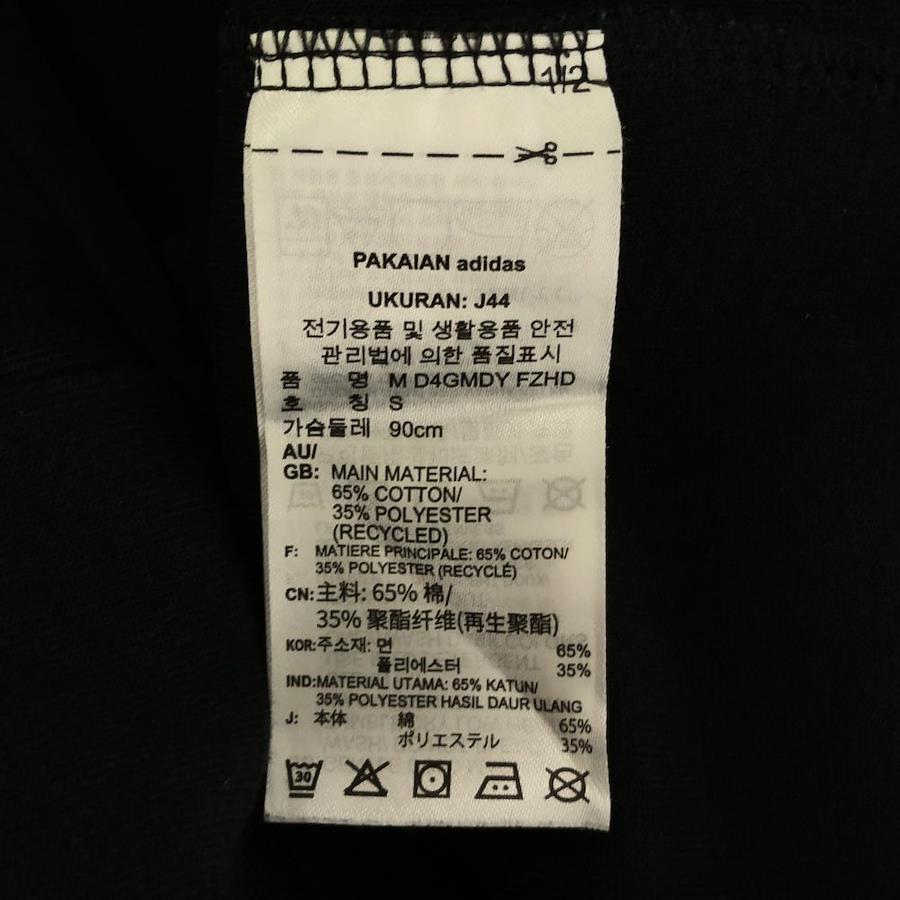 1/2
PAKAIAN adidas
UKURAN: J44
전기용품 및 생활용품 안전
관리법에 의한 품질표시
품 명 M D4GMDY FZHD
호 칭 S
가슴둘레 90cm
AU/
GB: MAIN MATERIAL:
65% COTTON/
35% POLYESTER
(RECYCLED)
F: MATIERE PRINCIPALE: 65% COTON/
35% POLYESTER (RECYCLÉ)
CN: 主料: 65% 棉/
35% 聚酯纤维(再生聚酯)
KOR: 주소재: 면 65%
폴리에스터 35%
IND: MATERIAL UTAMA: 65% KATUN/
35% POLYESTER HASIL DAUR ULANG
J: 本体 綿 65%
ポリエステル 35%
30